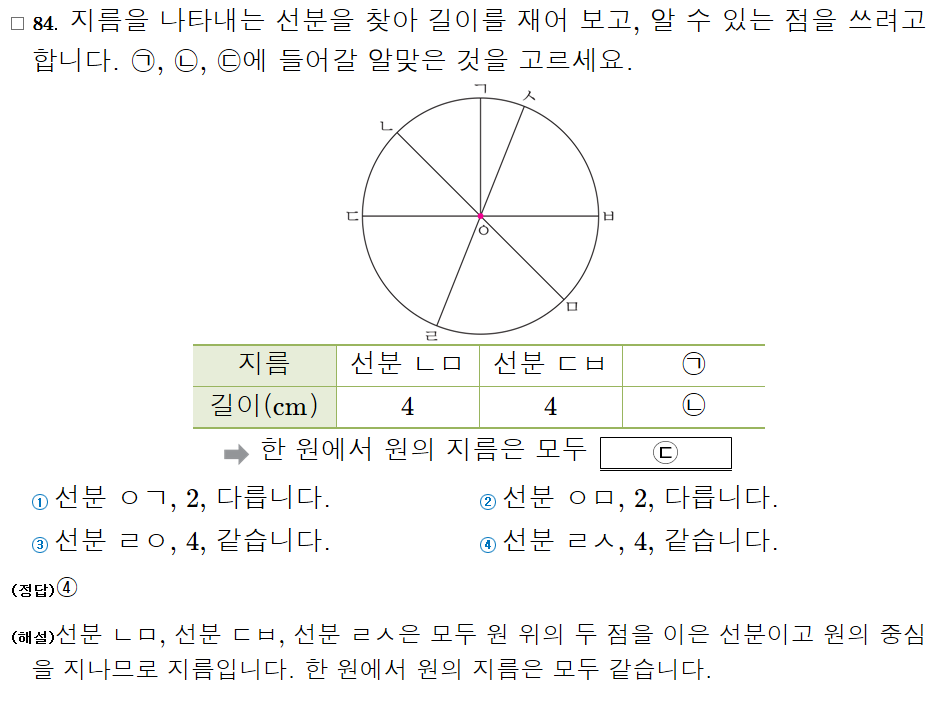 □ 84. 지름을 나타내는 선분을 찾아 길이를 재어 보고, 알 수 있는 점을 쓰려고
합니다. ㉠, ㉡, ㉢에 들어갈 알맞은 것을 고르세요.
ㄱ ㅅ
ㄴ
ㄷ ㅂ
ㅇ
ㅁ
ㄹ
지름 선분 ㄴㅁ 선분 ㄷㅂ ㉠
길이(cm) 4 4 ㉡
➡ 한 원에서 원의 지름은 모두 ㉢
① 선분 ㅇㄱ, 2, 다릅니다. ② 선분 ㅇㅁ, 2, 다릅니다.
③ 선분 ㄹㅇ, 4, 같습니다. ④ 선분 ㄹㅅ, 4, 같습니다.
(정답)④
(해설)선분 ㄴㅁ, 선분 ㄷㅂ, 선분 ㄹㅅ은 모두 원 위의 두 점을 이은 선분이고 원의 중심
을 지나므로 지름입니다. 한 원에서 원의 지름은 모두 같습니다.